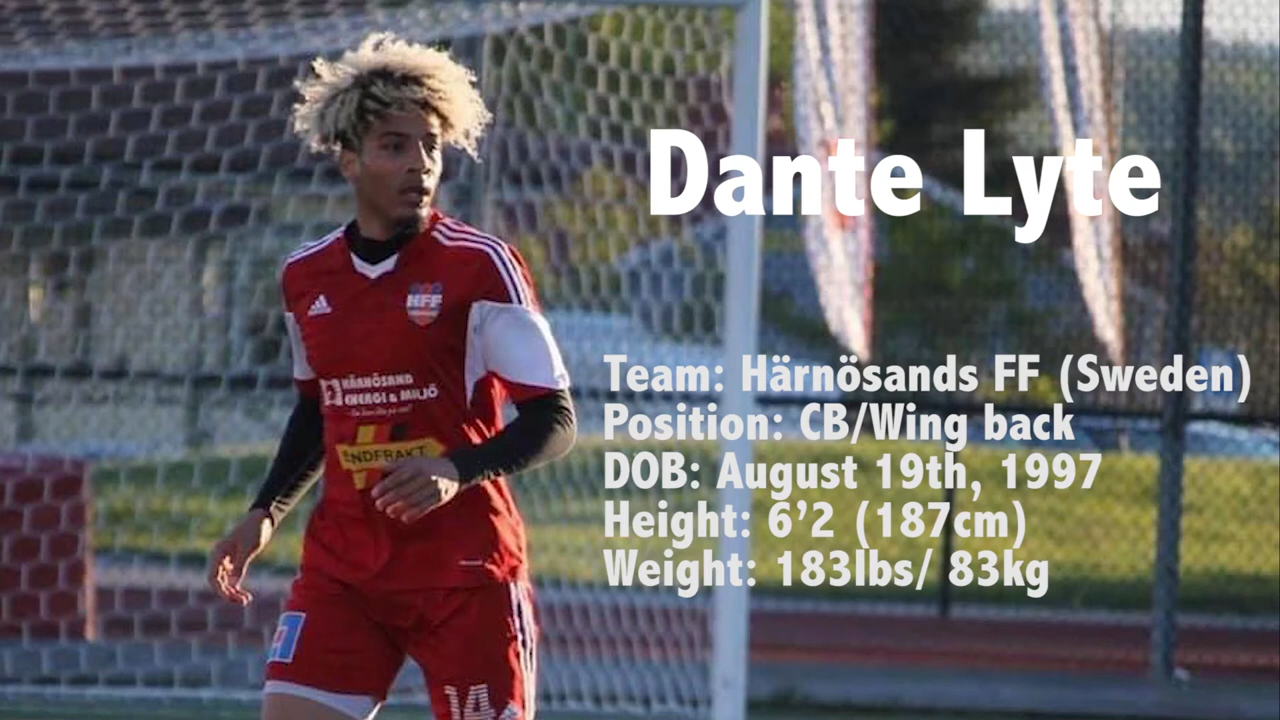 Dante Lyte
Team: Härnösands FF (Sweden)
Position: CB/Wing back
DOB: August 19th, 1997
Height: 6’2 (187cm)
Weight: 183lbs/ 83kg
HFF
HÄRNÖSAND
ENERGI & MILJÖ
14